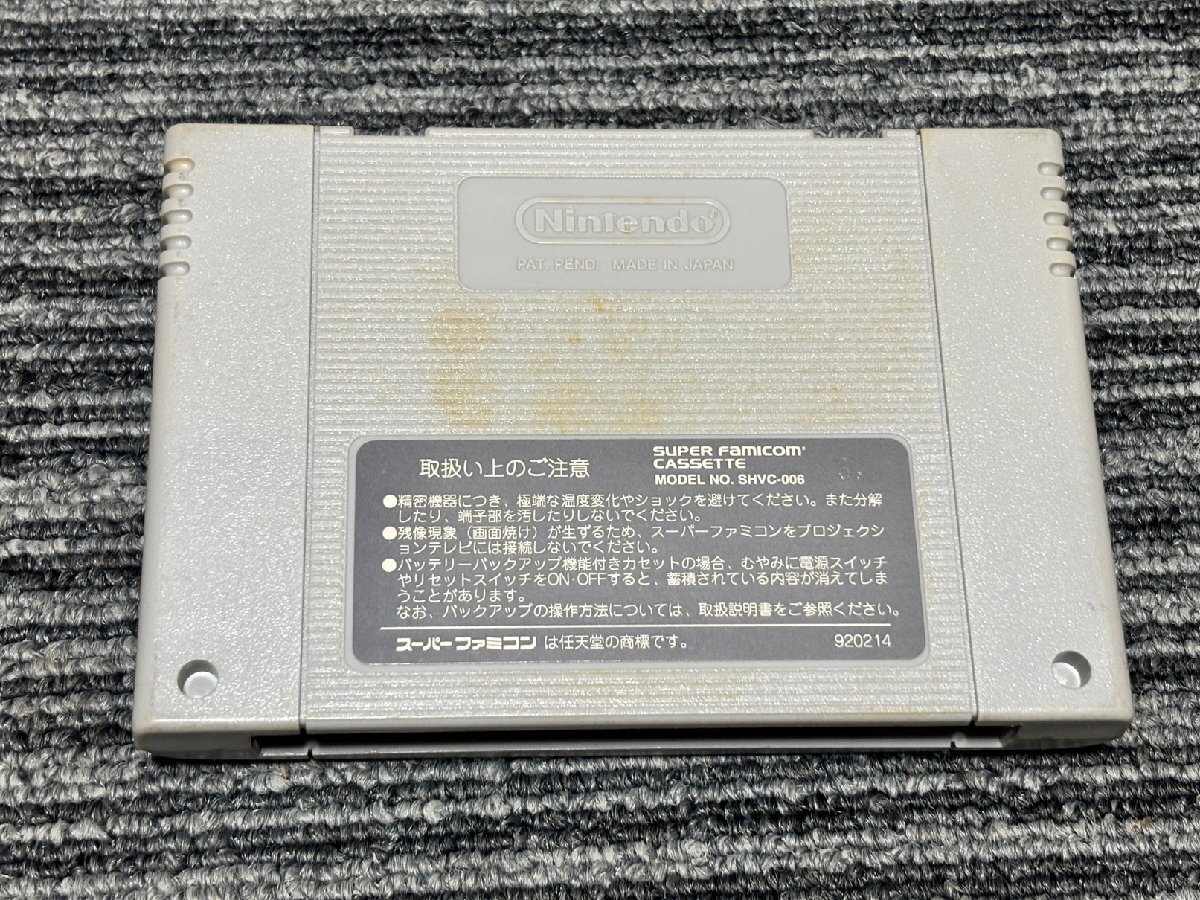 Nintendo®
PAT. PEND. MADE IN JAPAN
取扱い上のご注意
SUPER FAMICOM
CASSETTE
MODEL NO. SHVC-006
●精密機器につき、極端な温度変化やショックを避けてください。また分解
したり、端子部を汚したりしないでください。
●残像現象（画面焼け）が生ずるため、スーパーファミコンをプロジェクシ
ョンテレビには接続しないでください。
●バッテリーバックアップ機能付きカセットの場合、むやみに電源スイッチ
やリセットスイッチをON·OFFすると、蓄積されている内容が消えてしま
うことがあります。
なお、バックアップの操作方法については、取扱説明書をご参照ください。
スーパーファミコン は任天堂の商標です。
920214